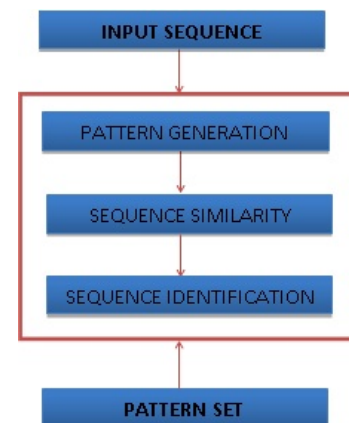 INPUT SEQUENCE
PATTERN GENERATION
SEQUENCE SIMILARITY
SEQUENCE IDENTIFICATION
PATTERN SET